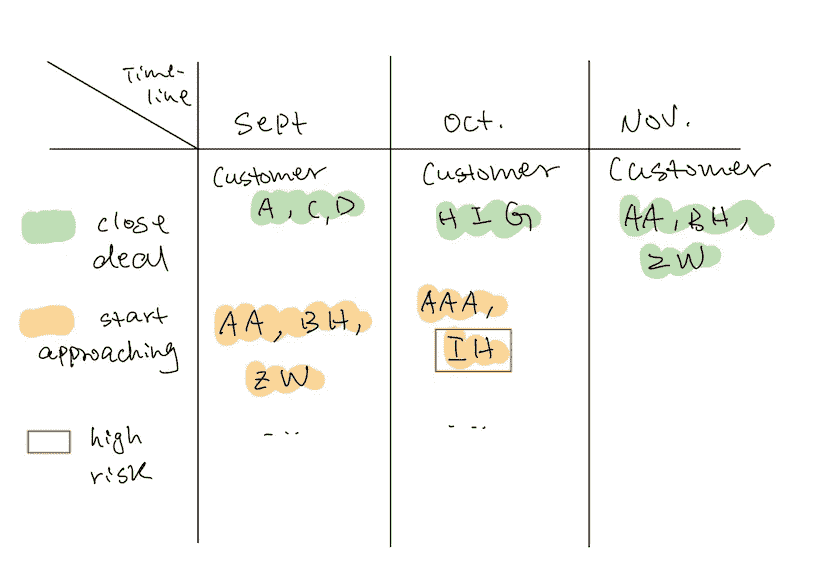 Time-
line
Sept
Oct.
Nov.
Customer
Customer
Customer
close
deal
A, C, D
H I G
AA, BH,
ZW
start
approaching
AA, BH,
ZW
AAA,
IH
high
risk
- - -
- - -